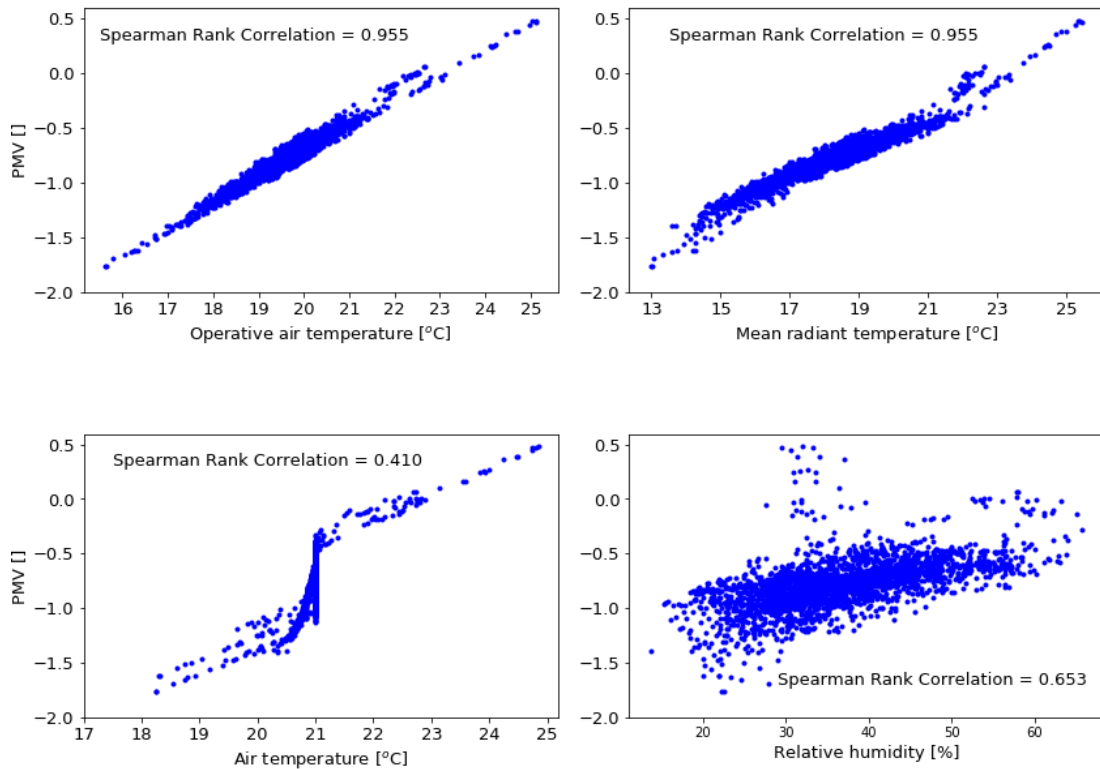 0.5
0.0
−0.5
−1.0
−1.5
−2.0
PMV []
Spearman Rank Correlation = 0.955
16 17 18 19 20 21 22 23 24 25
Operative air temperature [°C]
0.5
0.0
−0.5
−1.0
−1.5
−2.0
Spearman Rank Correlation = 0.955
13 15 17 19 21 23 25
Mean radiant temperature [°C]
0.5
0.0
−0.5
−1.0
−1.5
−2.0
PMV []
Spearman Rank Correlation = 0.410
17 18 19 20 21 22 23 24 25
Air temperature [°C]
0.5
0.0
−0.5
−1.0
−1.5
−2.0
Spearman Rank Correlation = 0.653
20 30 40 50 60
Relative humidity [%]